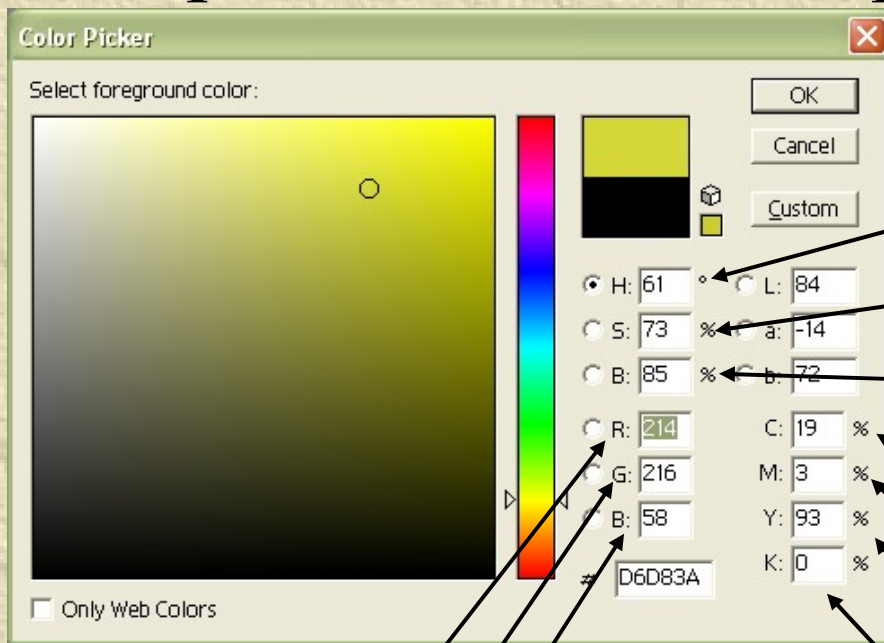 Color Picker
Select foreground color:
OK
Cancel
Custom
H: 61 °
S: 73 %
B: 85 %
L: 84
a: -14
b: 72
R: 214
G: 216
B: 58
C: 19 %
M: 3 %
Y: 93 %
K: 0 %
# D6D83A
Only Web Colors